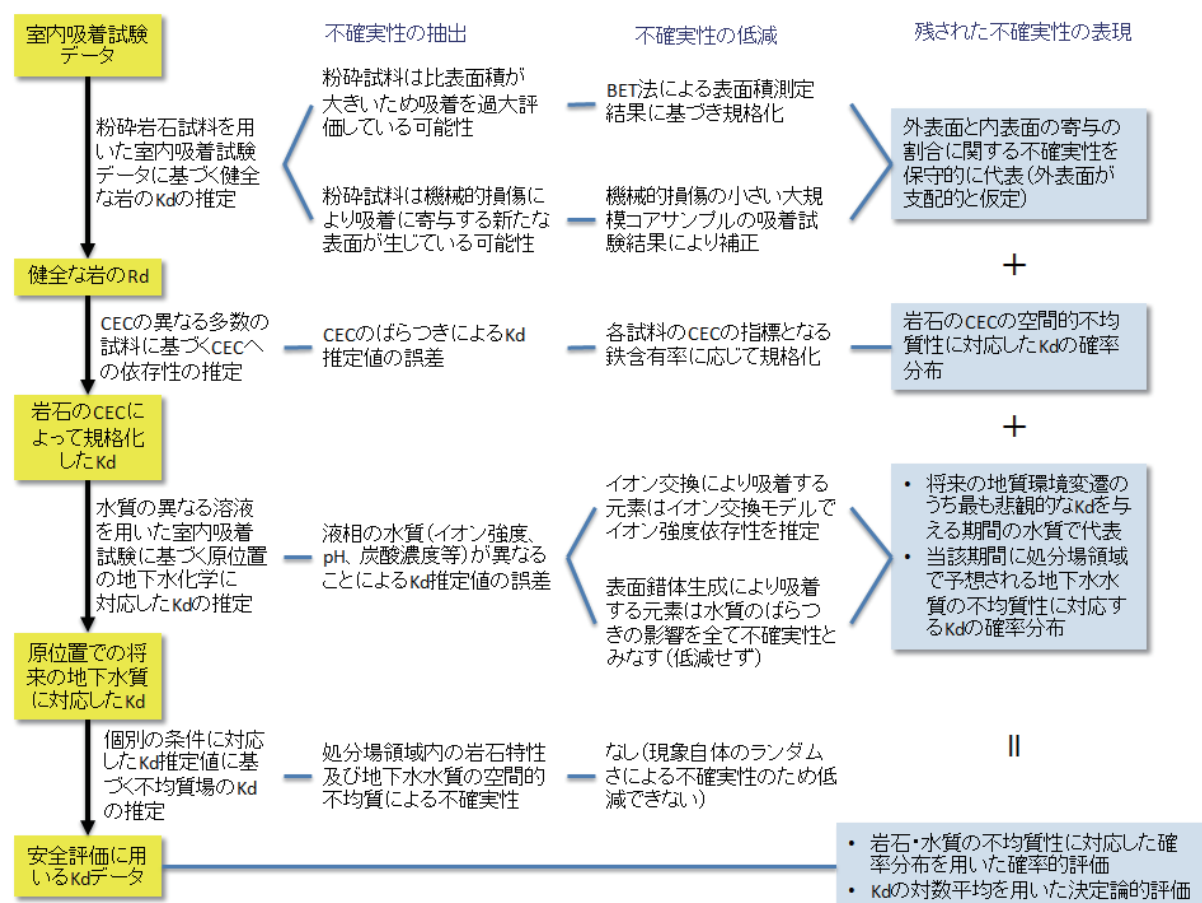 室内吸着試験
データ
不確実性の抽出
不確実性の低減
残された不確実性の表現
粉砕岩石試料を用
いた室内吸着試験
データに基づく健全
な岩のKdの推定
粉砕試料は比表面積が
大きいため吸着を過大評
価している可能性
BET法による表面積測定
結果に基づき規格化
粉砕試料は機械的損傷に
より吸着に寄与する新たな
表面が生じている可能性
機械的損傷の小さい大規
模コアサンプルの吸着試
験結果により補正
外表面と内表面の寄与の
割合に関する不確実性を
保守的に代表(外表面が
支配的と仮定)
+
健全な岩のRd
CECの異なる多数の
試料に基づくCECへ
の依存性の推定
CECのばらつきによるKd
推定値の誤差
各試料のCECの指標となる
鉄含有率に応じて規格化
岩石のCECの空間的不均
質性に対応したKdの確率
分布
+
岩石のCECに
よって規格化
したKd
水質の異なる溶液
を用いた室内吸着
試験に基づく原位置
の地下水化学に
対応したKdの推定
液相の水質(イオン強度、
pH、炭酸濃度等)が異なる
ことによるKd推定値の誤差
イオン交換により吸着する
元素はイオン交換モデルで
イオン強度依存性を推定
表面錯体生成により吸着
する元素は水質のばらつ
きの影響を全て不確実性と
みなす(低減せず)
• 将来の地質環境変遷の
うち最も悲観的なKdを与
える期間の水質で代表
• 当該期間に処分場領域
で予想される地下水水
質の不均質性に対応す
るKdの確率分布
原位置での将
来の地下水質
に対応したKd
個別の条件に対応
したKd推定値に基
づく不均質場のKd
の推定
処分場領域内の岩石特性
及び地下水水質の空間的
不均質による不確実性
なし(現象自体のランダム
さによる不確実性のため低
減できない)
=
安全評価に用
いるKdデータ
• 岩石・水質の不均質性に対応した確
率分布を用いた確率的評価
• Kdの対数平均を用いた決定論的評価